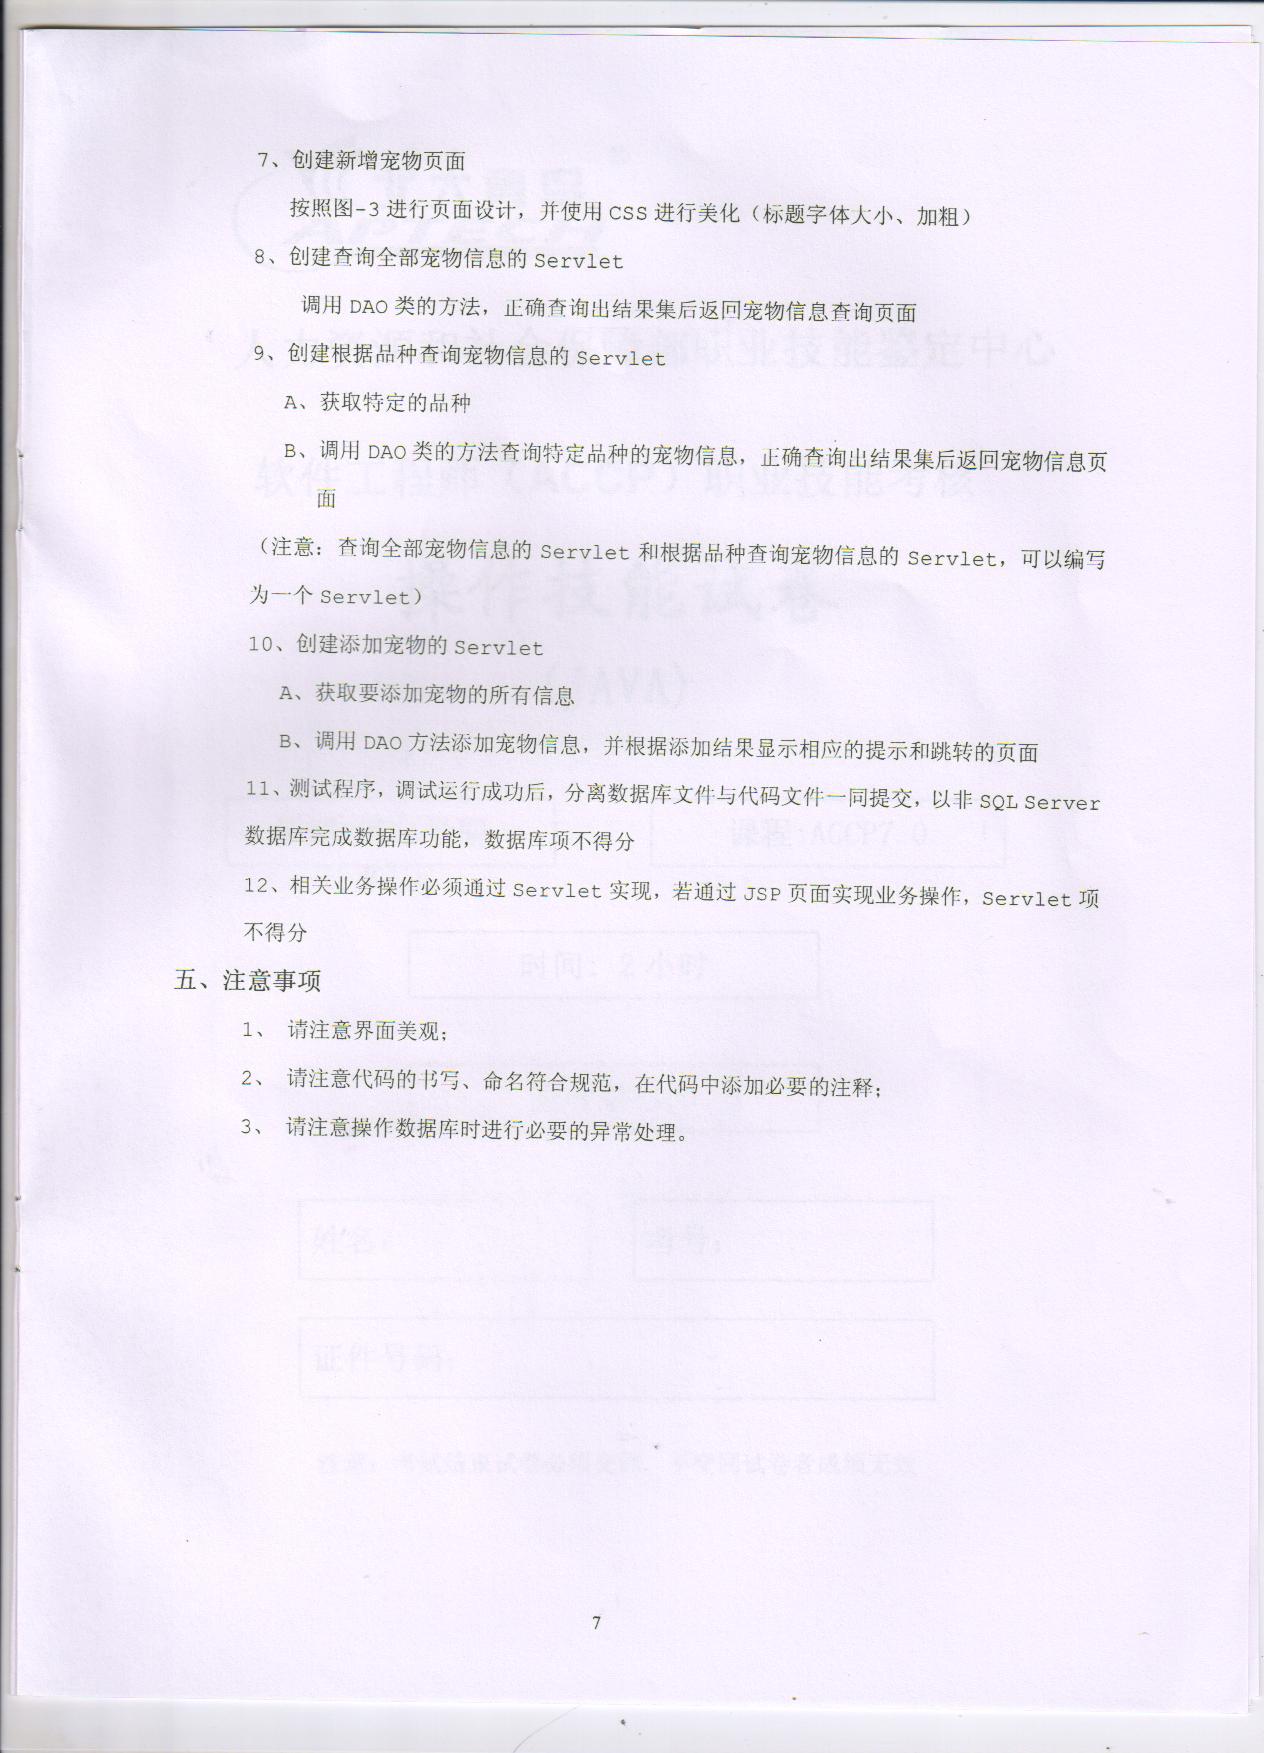 7、创建新增宠物页面
按照图-3 进行页面设计，并使用 CSS 进行美化（标题字体大小、加粗）
8、创建查询全部宠物信息的 Servlet
调用 DAO 类的方法，正确查询出结果集后返回宠物信息查询页面
9、创建根据品种查询宠物信息的 Servlet
A、获取特定的品种
B、调用 DAO 类的方法查询特定品种的宠物信息，正确查询出结果集后返回宠物信息页
面
（注意：查询全部宠物信息的 Servlet 和根据品种查询宠物信息的 Servlet，可以编写
为一个 Servlet）
10、创建添加宠物的 Servlet
A、获取要添加宠物的所有信息
B、调用 DAO 方法添加宠物信息，并根据添加结果显示相应的提示和跳转的页面
11、测试程序，调试运行成功后，分离数据库文件与代码文件一同提交，以非 SQL Server
数据库完成数据库功能，数据库项不得分
12、相关业务操作必须通过 Servlet 实现，若通过 JSP 页面实现业务操作，Servlet 项
不得分
五、注意事项
1、 请注意界面美观；
2、 请注意代码的书写、命名符合规范，在代码中添加必要的注释；
3、 请注意操作数据库时进行必要的异常处理。
7